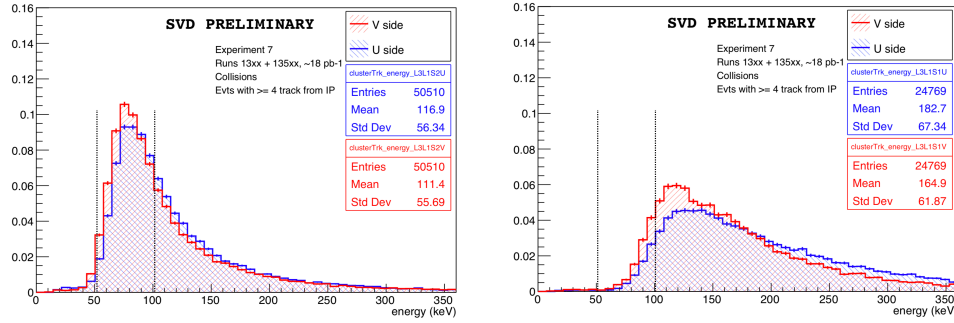 SVD PRELIMINARY
V side
U side
Experiment 7
Runs 13xx + 135xx, ~18 pb-1
Collisions
Evts with >= 4 track from IP
clusterTrk_energy_L3L1S2U
Entries 50510
Mean 116.9
Std Dev 56.34
clusterTrk_energy_L3L1S2V
Entries 50510
Mean 111.4
Std Dev 55.69
0.16
0.14
0.12
0.1
0.08
0.06
0.04
0.02
0
0 50 100 150 200 250 300 350
energy (keV)
SVD PRELIMINARY
V side
U side
Experiment 7
Runs 13xx + 135xx, ~18 pb-1
Collisions
Evts with >= 4 track from IP
clusterTrk_energy_L3L1S1U
Entries 24769
Mean 182.7
Std Dev 67.34
clusterTrk_energy_L3L1S1V
Entries 24769
Mean 164.9
Std Dev 61.87
0.16
0.14
0.12
0.1
0.08
0.06
0.04
0.02
0
0 50 100 150 200 250 300 350
energy (keV)